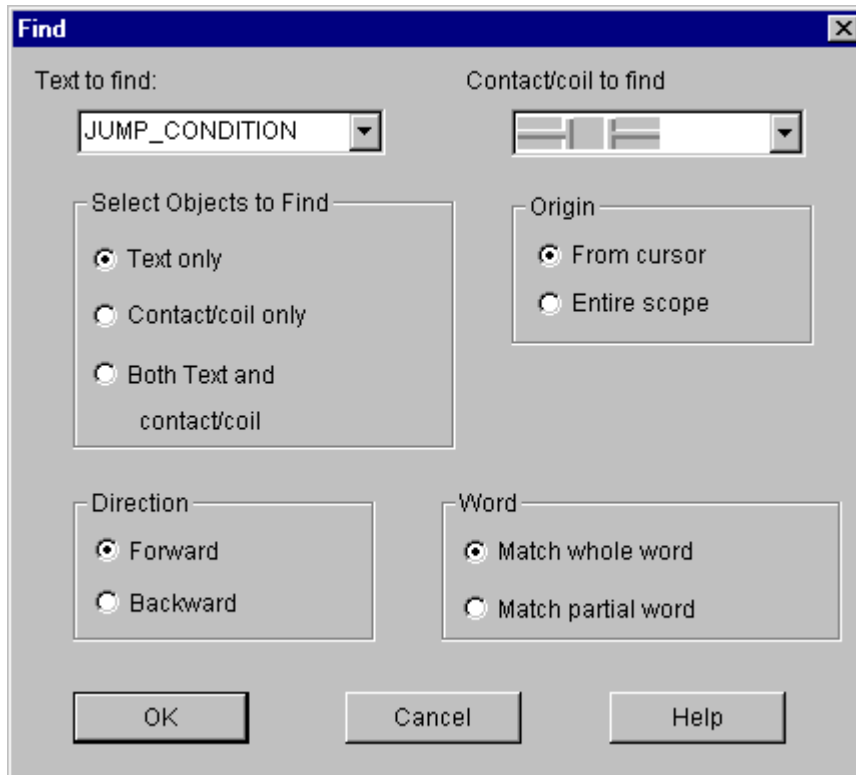 Find
Text to find:
Contact/coil to find
JUMP_CONDITION
Select Objects to Find
Text only
Contact/coil only
Both Text and
contact/coil
Origin
From cursor
Entire scope
Direction
Forward
Backward
Word
Match whole word
Match partial word
OK
Cancel
Help